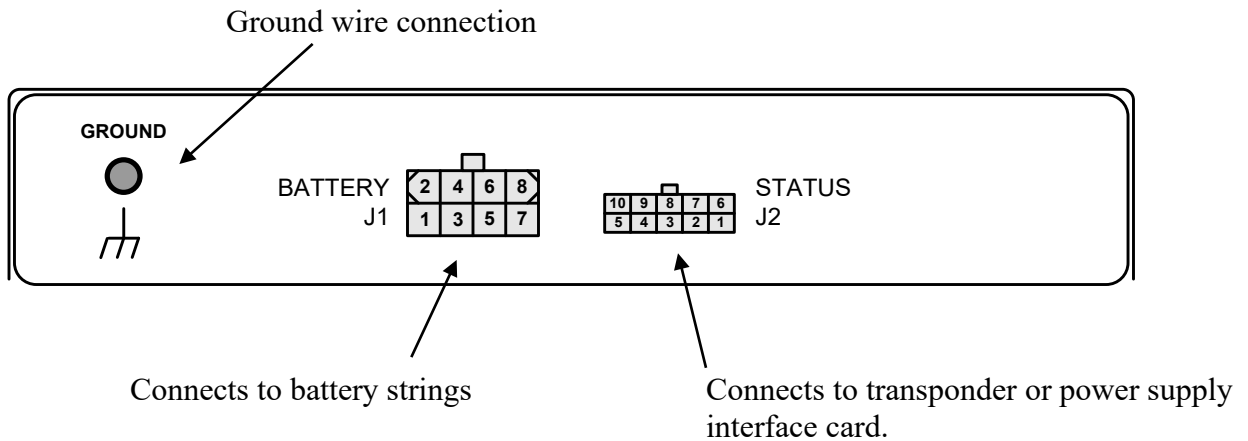 Ground wire connection
GROUND
BATTERY
J1
2 4 6 8
1 3 5 7
10 9 8 7 6
5 4 3 2 1
STATUS
J2
Connects to battery strings
Connects to transponder or power supply
interface card.